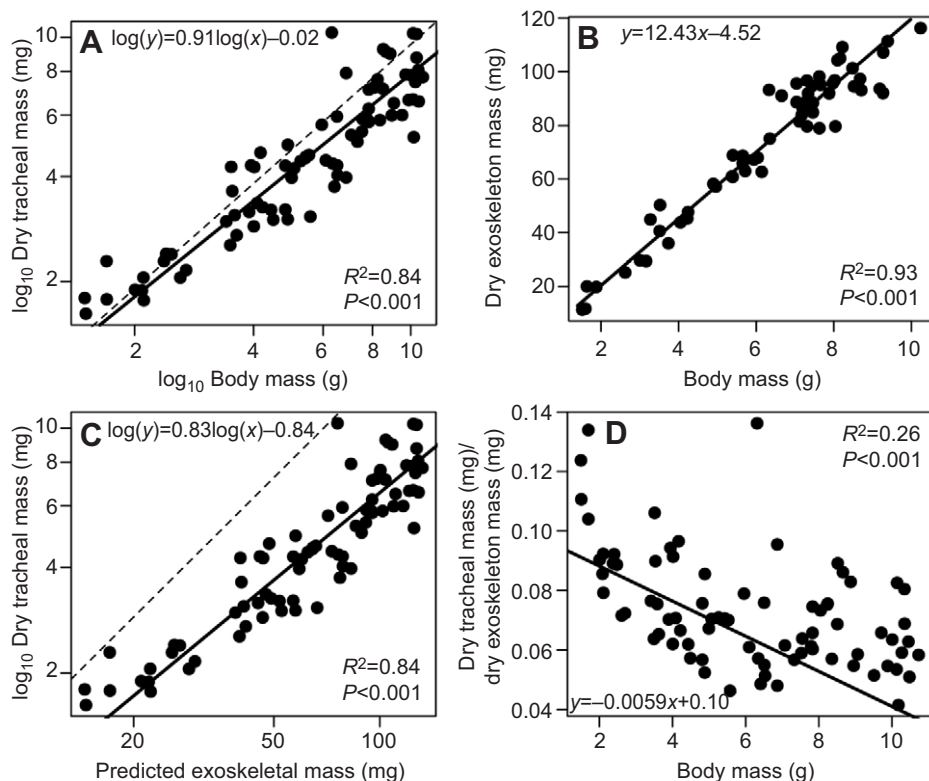 A
log(y)=0.91log(x)–0.02
10
8
6
4
2
log₁₀ Dry tracheal mass (mg)
R²=0.84
P<0.001
2 4 6 8 10
log₁₀ Body mass (g)
B
y=12.43x–4.52
120
100
80
60
40
20
Dry exoskeleton mass (mg)
R²=0.93
P<0.001
2 4 6 8 10
Body mass (g)
C
log(y)=0.83log(x)–0.84
10
8
6
4
2
log₁₀ Dry tracheal mass (mg)
R²=0.84
P<0.001
20 50 100
Predicted exoskeletal mass (mg)
D
0.14
0.12
0.10
0.08
0.06
0.04
Dry tracheal mass (mg)/
dry exoskeleton mass (mg)
R²=0.26
P<0.001
y=–0.0059x+0.10
2 4 6 8 10
Body mass (g)